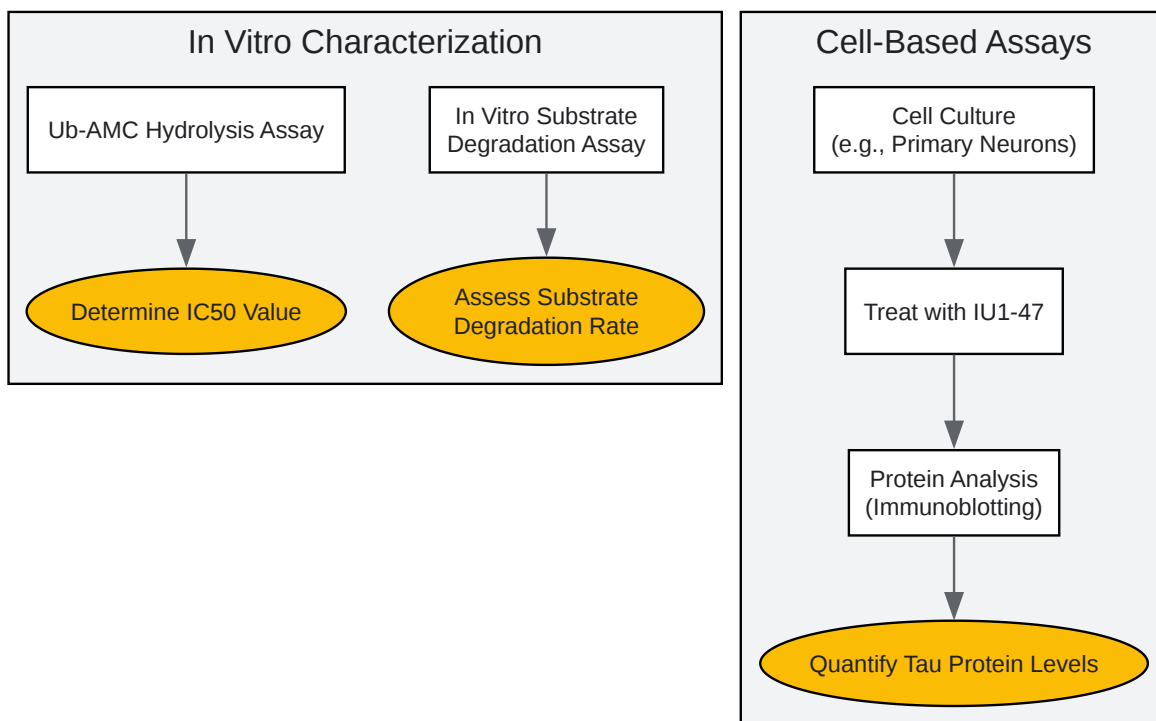 In Vitro Characterization
Ub-AMC Hydrolysis Assay
In Vitro Substrate
Degradation Assay
Determine IC50 Value
Assess Substrate
Degradation Rate
Cell-Based Assays
Cell Culture
(e.g., Primary Neurons)
Treat with IU1-47
Protein Analysis
(Immunoblotting)
Quantify Tau Protein Levels